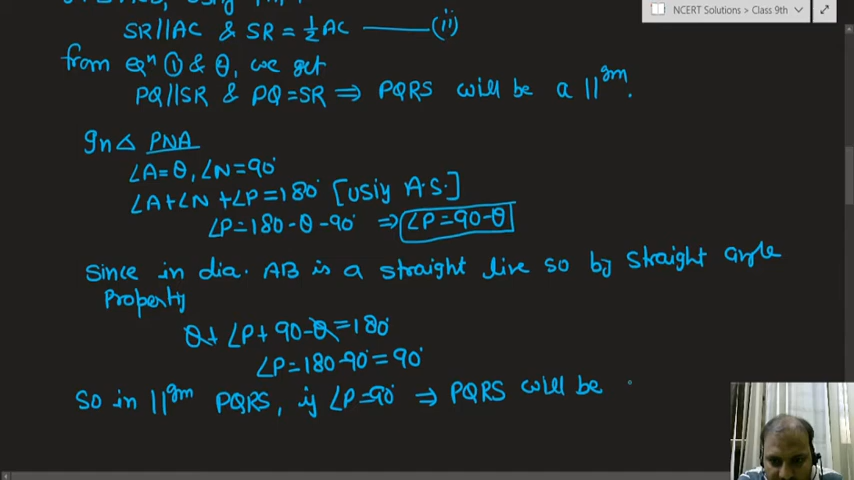 NCERT Solutions > Class 9th
SR//AC & SR = ½AC ——— (ii)
from eqⁿ ① & ②, we get
PQ//SR & PQ = SR ⇒ PQRS will be a ||gm.
In △ PNA
∠A = θ, ∠N = 90°
∠A + ∠N + ∠P = 180° [using A.S.]
∠P = 180 - θ - 90° ⇒ ∠P = 90 - θ
Since in dia. AB is a straight line so by straight angle
Property
θ + ∠P + 90 - θ = 180°
∠P = 180 - 90° = 90°
So in ||gm PQRS, if ∠P = 90° ⇒ PQRS will be